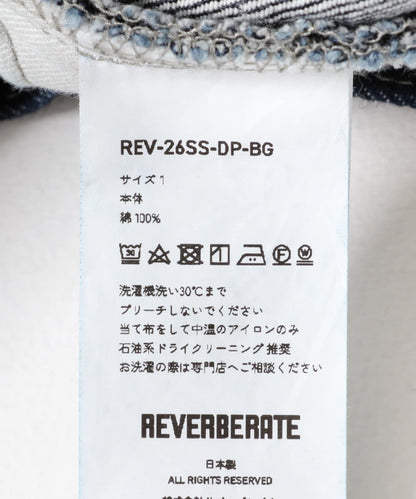 REV-26SS-DP-BG
サイズ 1
本体
綿 100%
30 F W
洗濯機洗い30℃まで
ブリーチしないでください
当て布をして中温のアイロンのみ
石油系ドライクリーニング推奨
お洗濯の際は専門店へご相談ください
REVERBERATE
日本製
ALL RIGHTS RESERVED